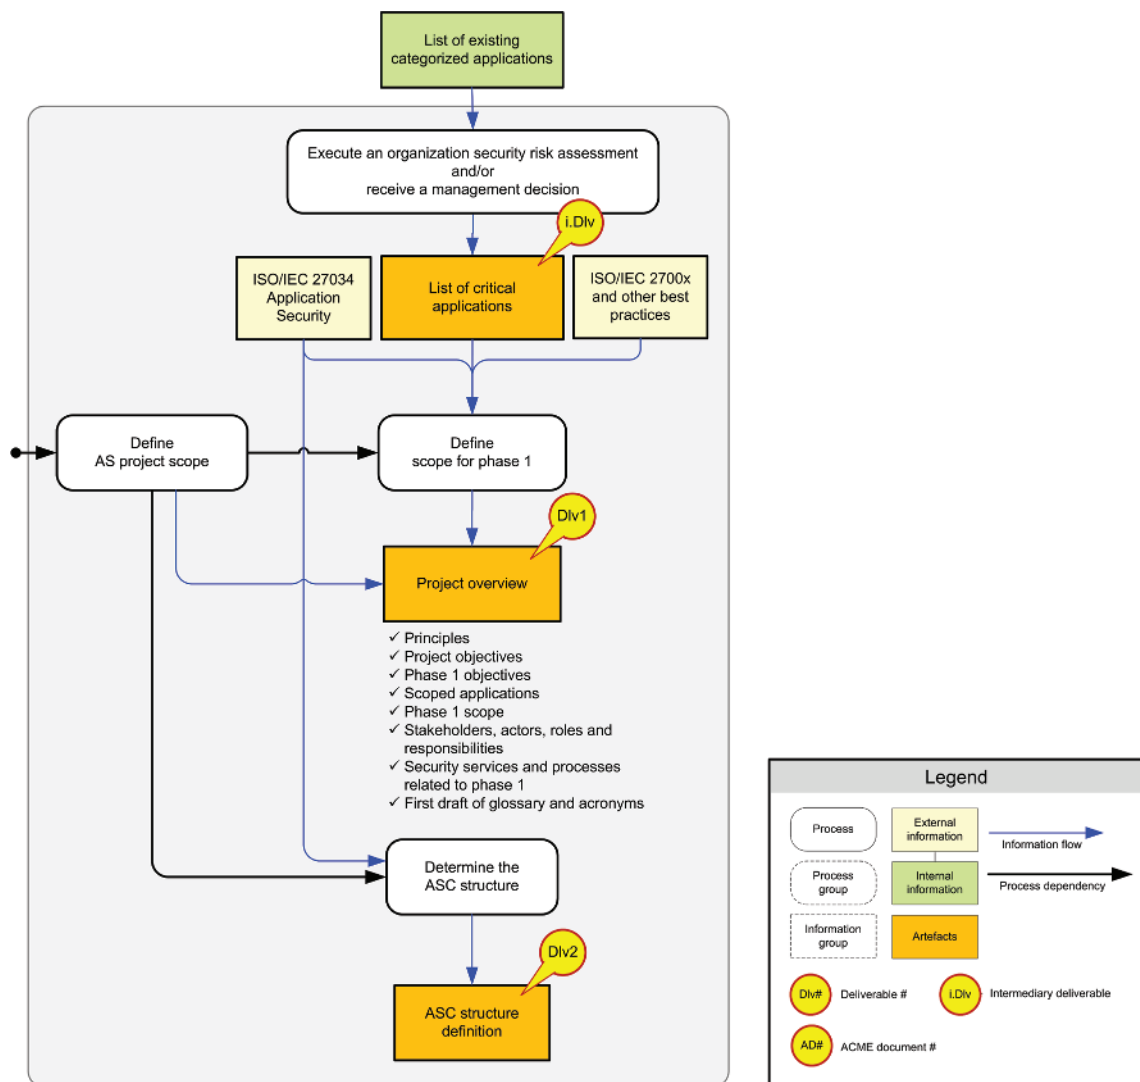 List of existing
categorized applications
Execute an organization security risk assessment
and/or
receive a management decision
i.Dlv
ISO/IEC 27034
Application
Security
List of critical
applications
ISO/IEC 2700x
and other best
practices
Define
AS project scope
Define
scope for phase 1
Dlv1
Project overview
✓ Principles
✓ Project objectives
✓ Phase 1 objectives
✓ Scoped applications
✓ Phase 1 scope
✓ Stakeholders, actors, roles and
responsibilities
✓ Security services and processes
related to phase 1
✓ First draft of glossary and acronyms
Determine the
ASC structure
Dlv2
ASC structure
definition
Legend
Process
External
information
Information flow
Process
group
Internal
information
Process dependency
Information
group
Artefacts
Dlv#
Deliverable #
i.Dlv
Intermediary deliverable
AD#
ACME document #